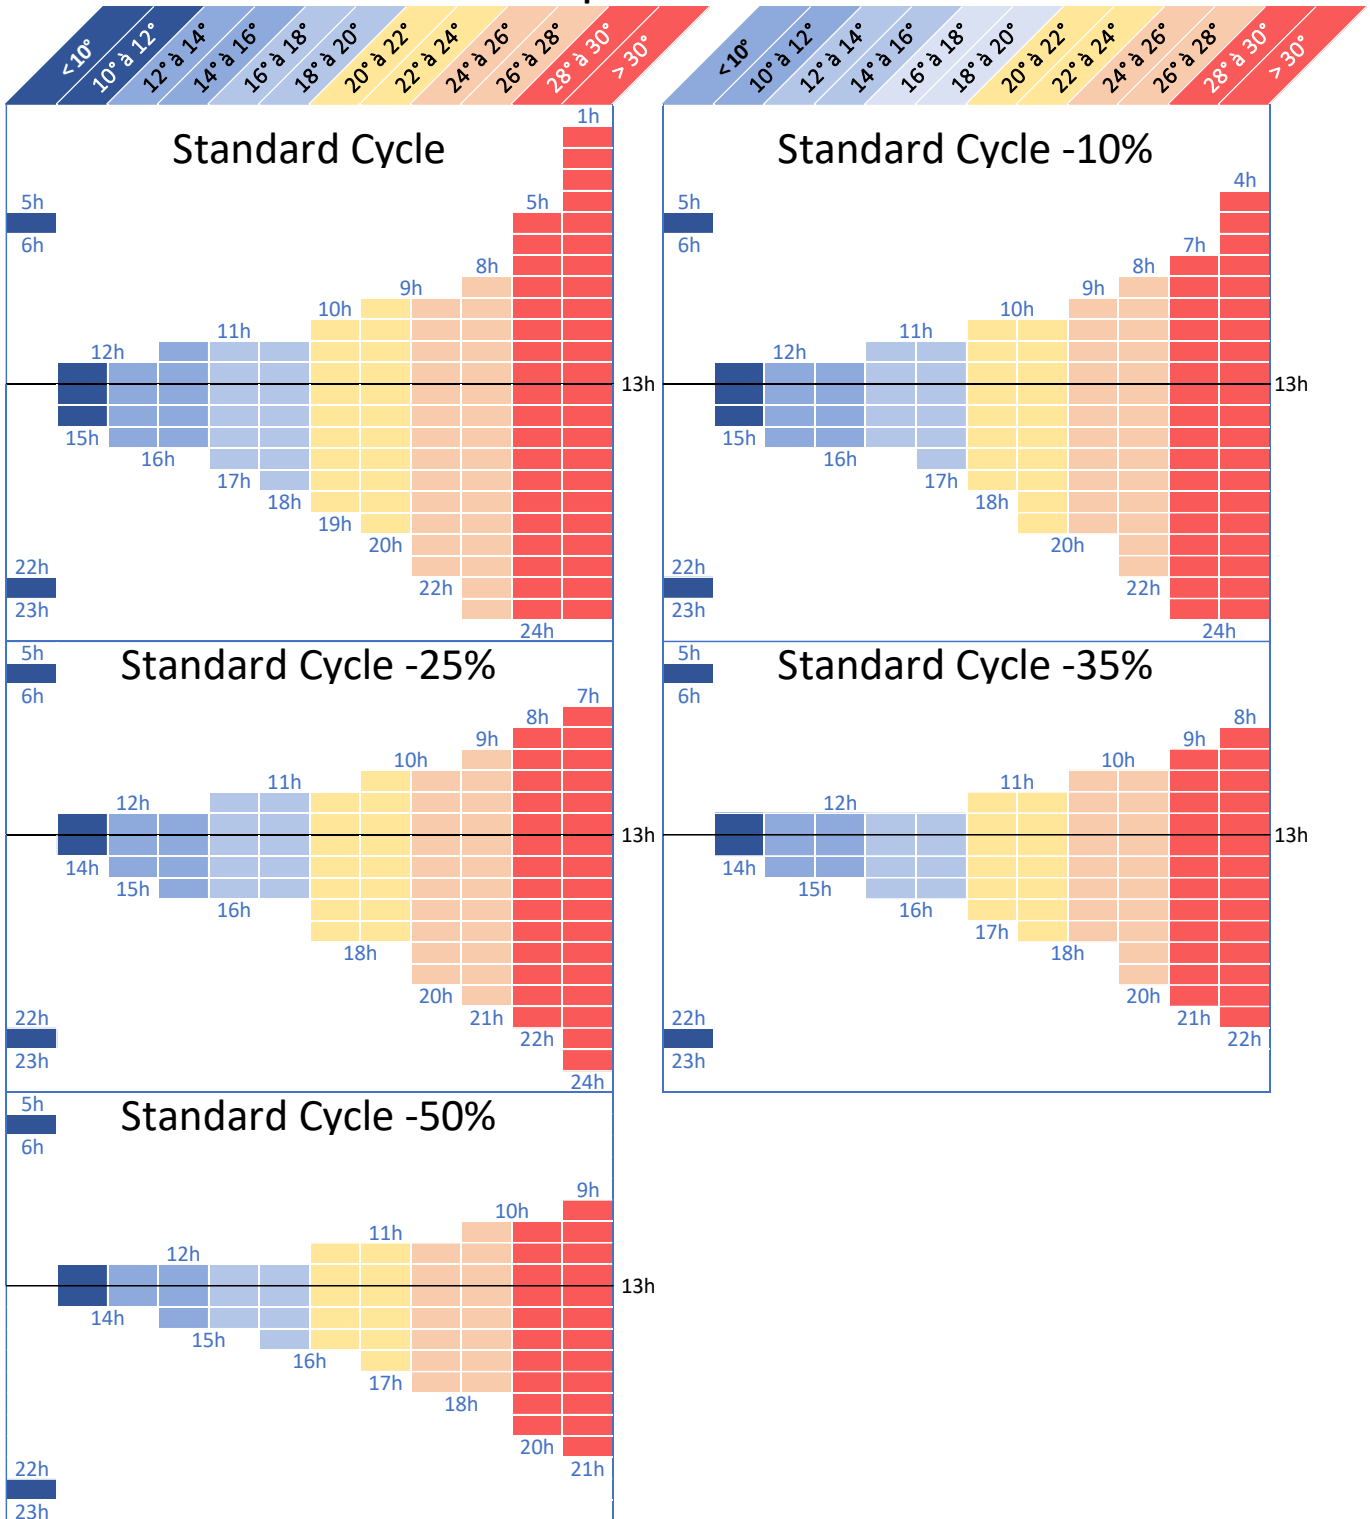 < 10° 10° à 12° 12° à 14° 14° à 16° 16° à 18° 18° à 20° 20° à 22° 22° à 24° 24° à 26° 26° à 28° 28° à 30° > 30°
Standard Cycle
1h
5h
5h
6h
8h
9h
10h
11h
12h
13h
15h
16h
17h
18h
19h
20h
22h
22h
23h
24h
<10° 10° à 12° 12° à 14° 14° à 16° 16° à 18° 18° à 20° 20° à 22° 22° à 24° 24° à 26° 26° à 28° 28° à 30° > 30°
Standard Cycle -10%
4h
5h
6h
7h
8h
9h
10h
11h
12h
13h
15h
16h
17h
18h
20h
22h
22h
23h
24h
Standard Cycle -25%
5h
6h
7h
8h
9h
10h
11h
12h
13h
14h
15h
16h
18h
20h
21h
22h
22h
23h
24h
Standard Cycle -35%
5h
6h
8h
9h
10h
11h
12h
13h
14h
15h
16h
17h
18h
20h
21h
22h
22h
23h
Standard Cycle -50%
5h
6h
9h
10h
11h
12h
13h
14h
15h
16h
17h
18h
20h
21h
22h
23h